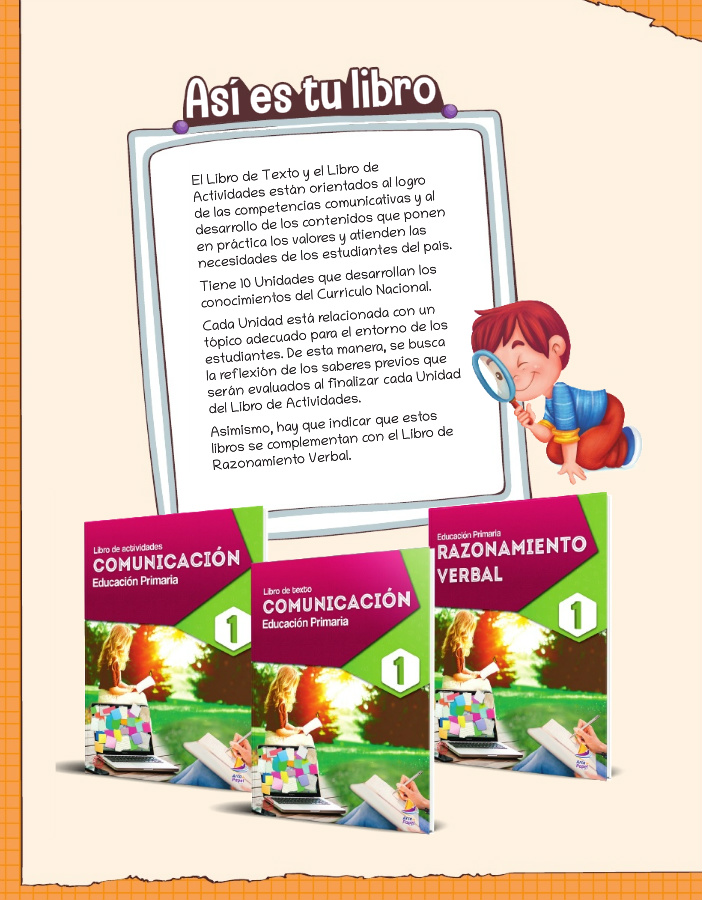 Así es tu libro
El Libro de Texto y el Libro de
Actividades están orientados al logro
de las competencias comunicativas y al
desarrollo de los contenidos que ponen
en práctica los valores y atienden las
necesidades de los estudiantes del país.
Tiene 10 Unidades que desarrollan los
conocimientos del Currículo Nacional.
Cada Unidad está relacionada con un
tópico adecuado para el entorno de los
estudiantes. De esta manera, se busca
la reflexión de los saberes previos que
serán evaluados al finalizar cada Unidad
del Libro de Actividades.
Asimismo, hay que indicar que estos
libros se complementan con el Libro de
Razonamiento Verbal.
Libro de actividades
COMUNICACIÓN
Educación Primaria
1
Arte
Papel
Libro de texto
COMUNICACIÓN
Educación Primaria
1
Arte
Papel
Educación Primaria
RAZONAMIENTO
VERBAL
1
Arte
Papel